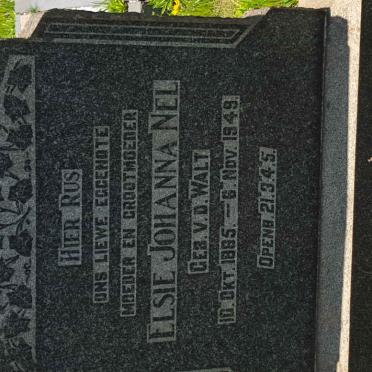 HIER RUS
ONS LIEWE EGGENOTE
MOEDER EN GROOTMOEDER
ELSIE JOHANNA NEL
GEB. V.D. WALT
10. OKT. 1885. — 6. NOV. 1949.
OPENB. 21.3.4.5.